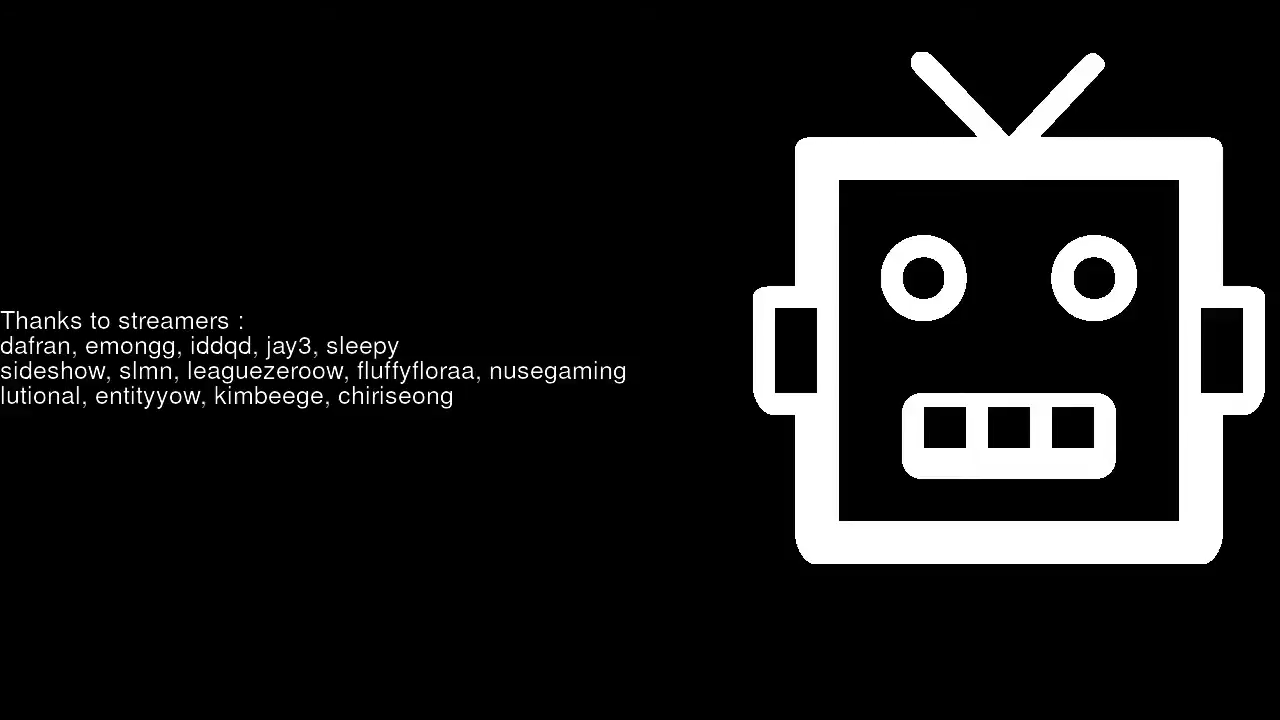 Thanks to streamers :
dafran, emongg, iddqd, jay3, sleepy
sideshow, slmn, leaguezeroow, fluffyfloraa, nusegaming
lutional, entityyow, kimbeege, chiriseong